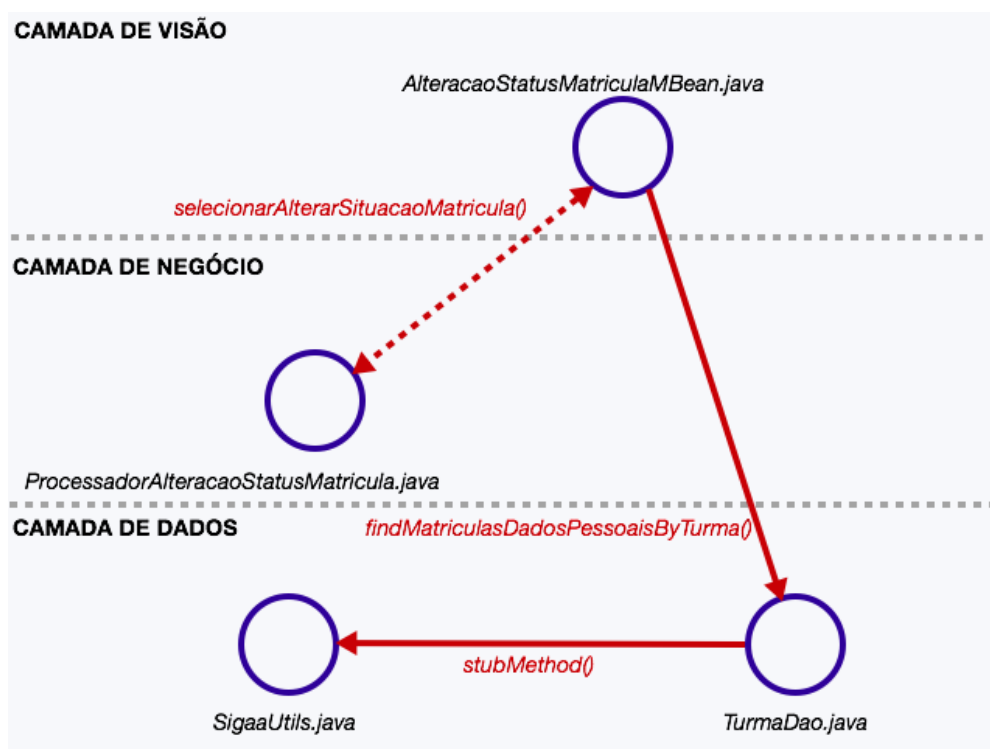 CAMADA DE VISÃO
AlteracaoStatusMatriculaMBean.java
selecionarAlterarSituacaoMatricula()
CAMADA DE NEGÓCIO
ProcessadorAlteracaoStatusMatricula.java
CAMADA DE DADOS
findMatriculasDadosPessoaisByTurma()
stubMethod()
SigaaUtils.java
TurmaDao.java